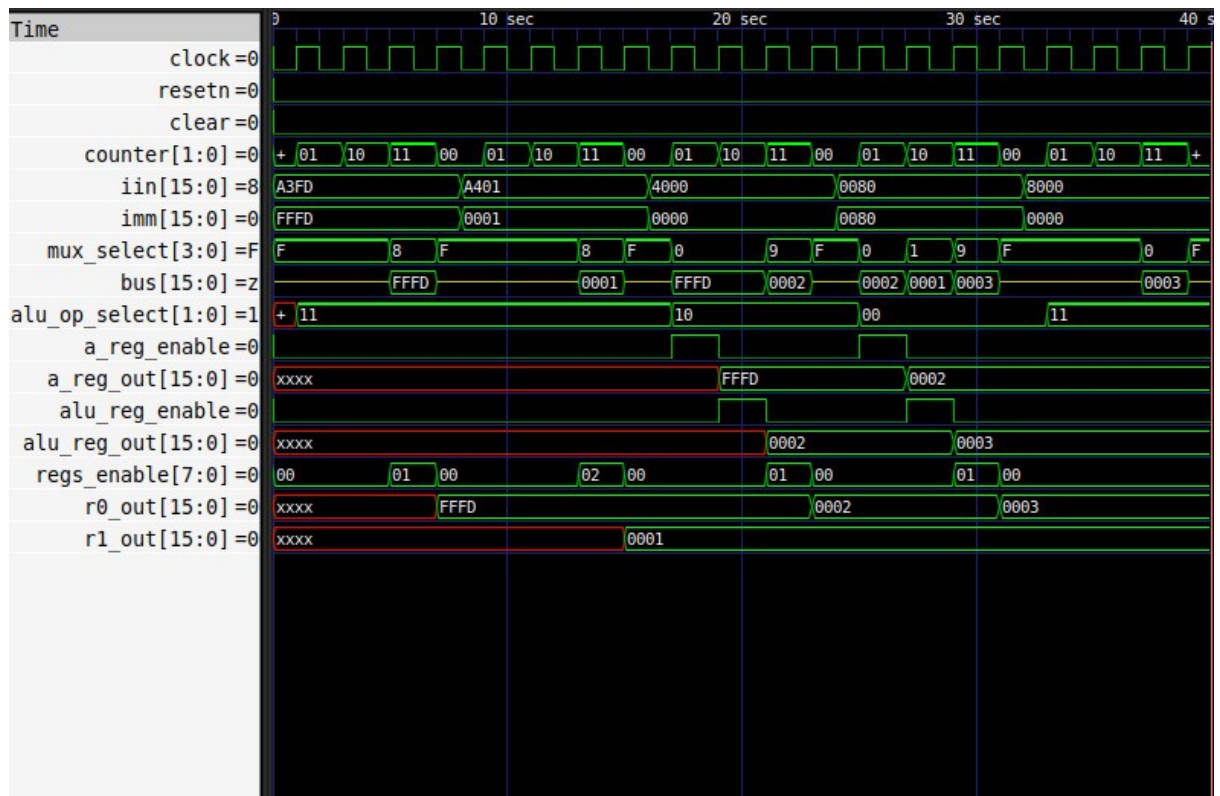 Time 0 10 sec 20 sec 30 sec 40 s
clock =0
resetn =0
clear =0
counter[1:0] =0 + 01 10 11 00 01 10 11 00 01 10 11 00 01 10 11 00 01 10 11 +
iin[15:0] =8 A3FD A401 4000 0080 8000
imm[15:0] =0 FFFD 0001 0000 0080 0000
mux_select[3:0] =F F 8 F 8 F 0 9 F 0 1 9 F 0 F
bus[15:0] =z FFFD 0001 FFFD 0002 0002 0001 0003 0003
alu_op_select[1:0] =1 + 11 10 00 11
a_reg_enable =0
a_reg_out[15:0] =0 xxxx FFFD 0002
alu_reg_enable =0
alu_reg_out[15:0] =0 xxxx 0002 0003
regs_enable[7:0] =0 00 01 00 02 00 01 00 01 00
r0_out[15:0] =0 xxxx FFFD 0002 0003
r1_out[15:0] =0 xxxx 0001